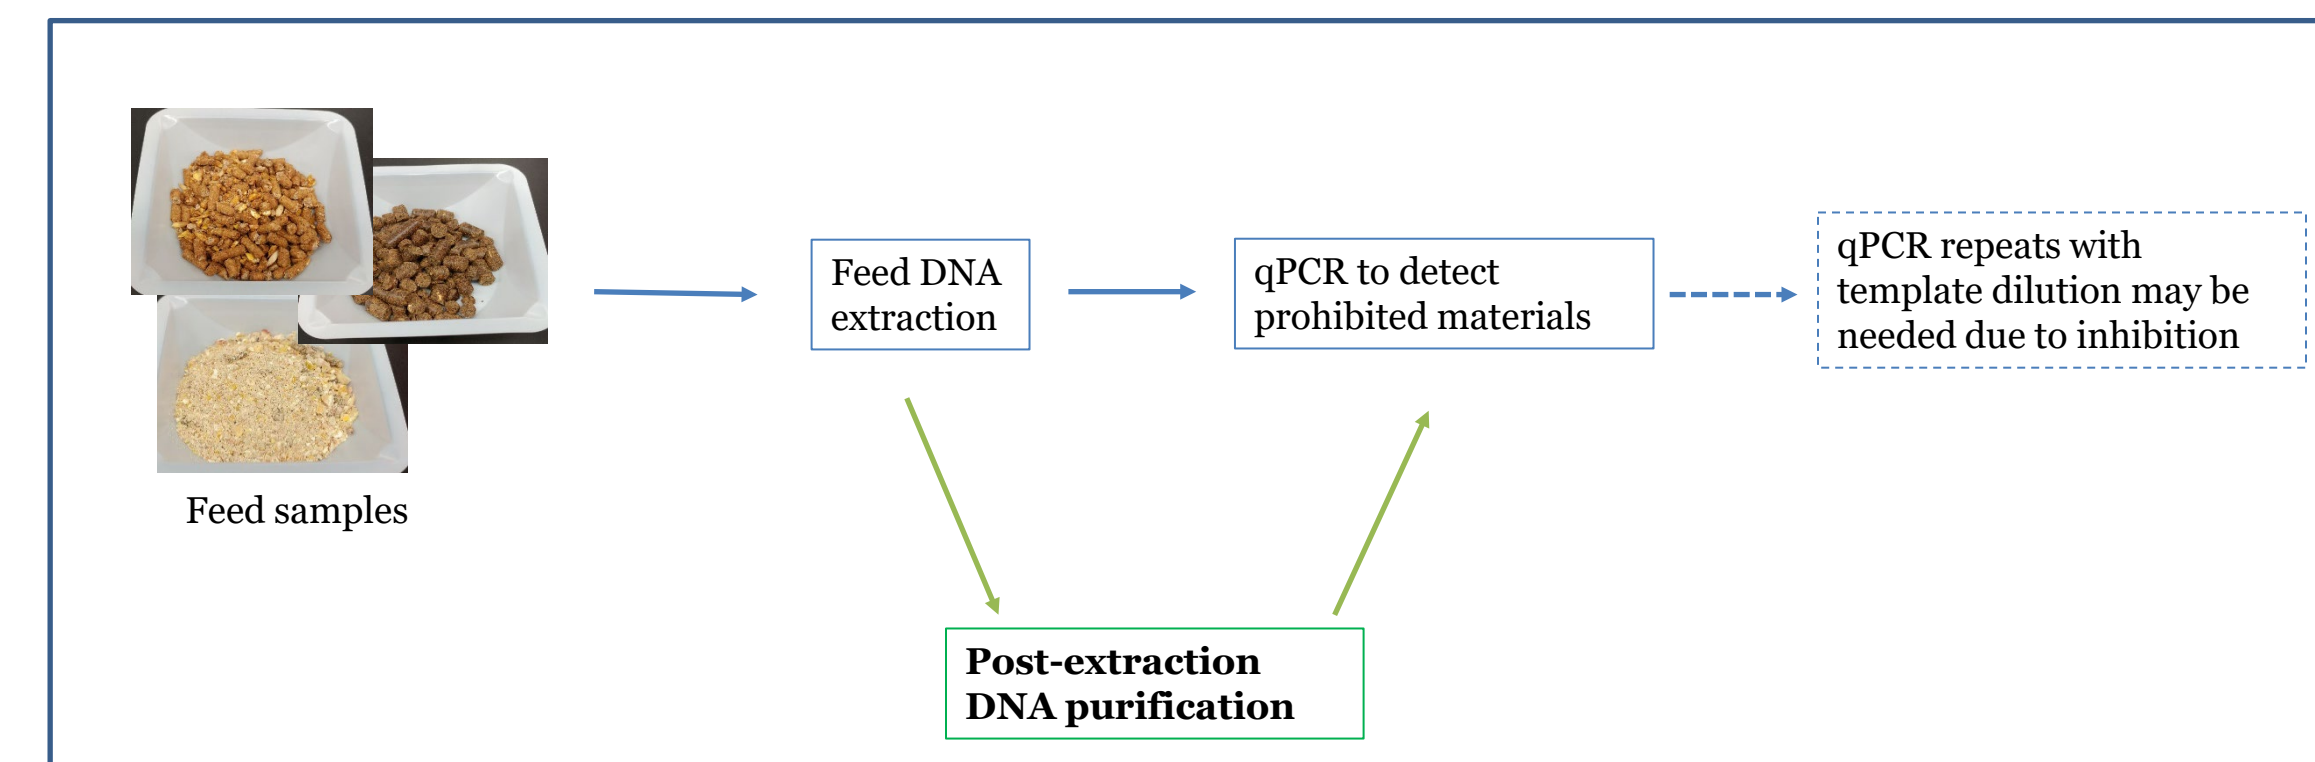 Feed samples
Feed DNA
extraction
qPCR to detect
prohibited materials
qPCR repeats with
template dilution may be
needed due to inhibition
Post-extraction
DNA purification